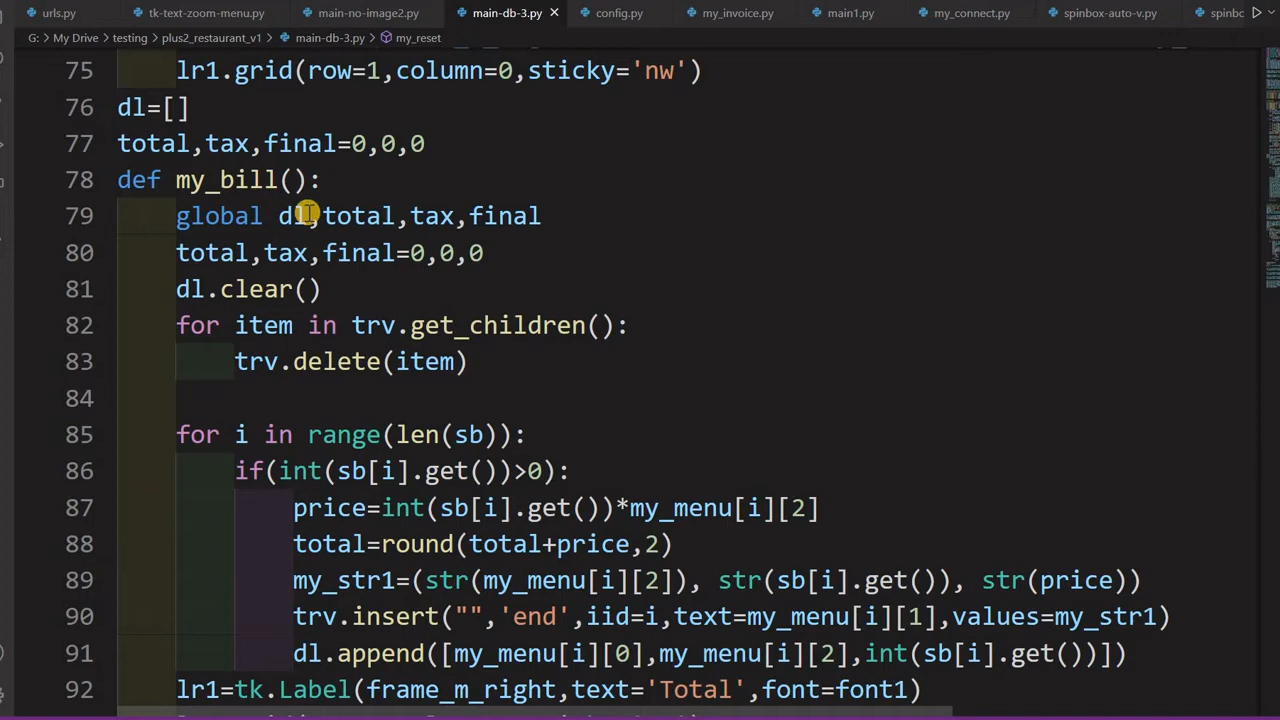 urls.py tk-text-zoom-menu.py main-no-image2.py main-db-3.py config.py my_invoice.py main1.py my_connect.py spinbox-auto-v.py spinbo
G: > My Drive > testing > plus2_restaurant_v1 > main-db-3.py > my_reset
75 lr1.grid(row=1,column=0,sticky='nw')
76 dl=[]
77 total,tax,final=0,0,0
78 def my_bill():
79 global dl,total,tax,final
80 total,tax,final=0,0,0
81 dl.clear()
82 for item in trv.get_children():
83 trv.delete(item)
84
85 for i in range(len(sb)):
86 if(int(sb[i].get())>0):
87 price=int(sb[i].get())*my_menu[i][2]
88 total=round(total+price,2)
89 my_str1=(str(my_menu[i][2]), str(sb[i].get()), str(price))
90 trv.insert("",'end',iid=i,text=my_menu[i][1],values=my_str1)
91 dl.append([my_menu[i][0],my_menu[i][2],int(sb[i].get())])
92 lr1=tk.Label(frame_m_right,text='Total',font=font1)